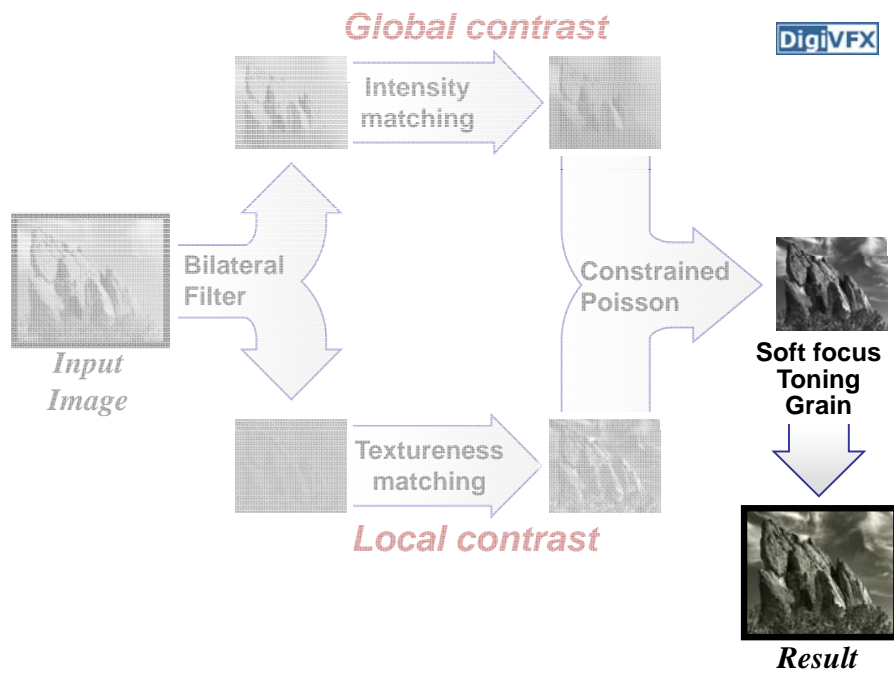 Global contrast
DigiVFX
Intensity
matching
Bilateral
Filter
Input
Image
Constrained
Poisson
Soft focus
Toning
Grain
Textureness
matching
Local contrast
Result